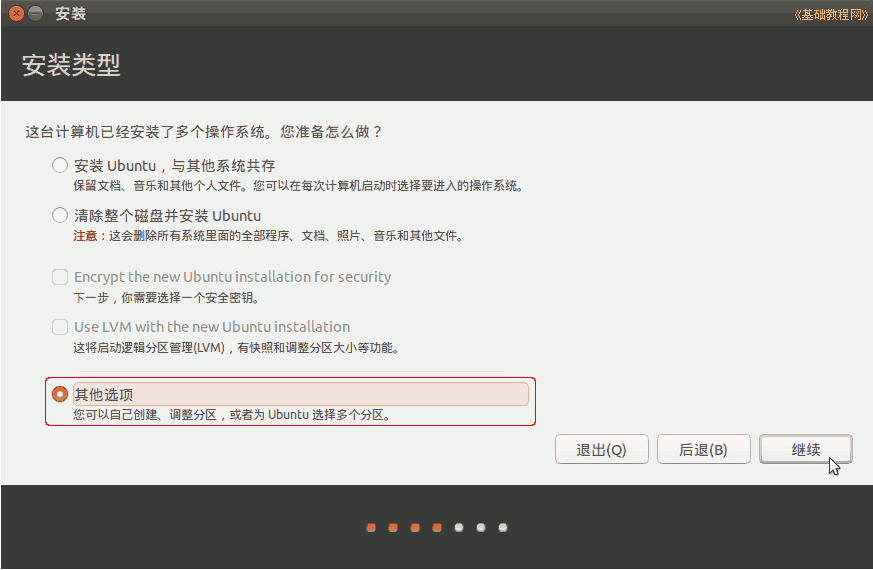 安装
《基础教程网》
安装类型
这台计算机已经安装了多个操作系统。您准备怎么做？
安装 Ubuntu，与其他系统共存
保留文档、音乐和其他个人文件。您可以在每次计算机启动时选择要进入的操作系统。
清除整个磁盘并安装 Ubuntu
注意：这会删除所有系统里面的全部程序、文档、照片、音乐和其他文件。
Encrypt the new Ubuntu installation for security
下一步，你需要选择一个安全密钥。
Use LVM with the new Ubuntu installation
这将启动逻辑分区管理(LVM)，有快照和调整分区大小等功能。
其他选项
您可以自己创建、调整分区，或者为 Ubuntu 选择多个分区。
退出(Q)
后退(B)
继续